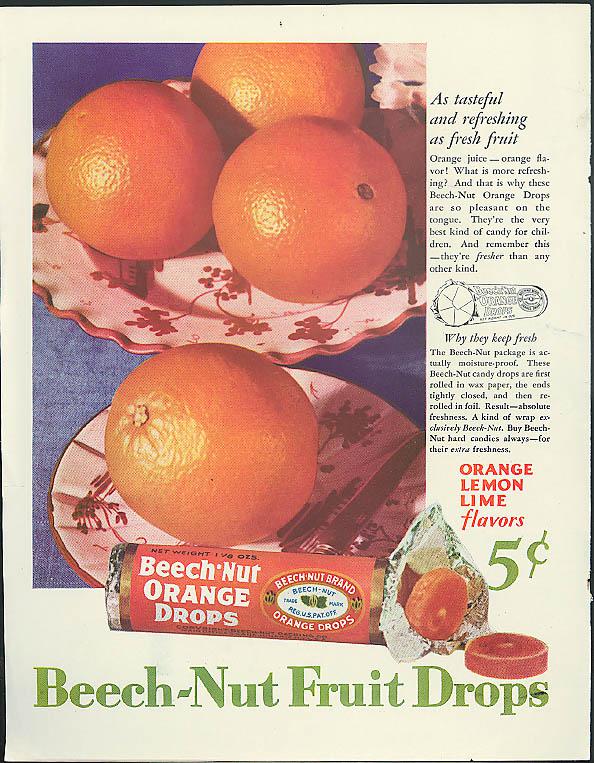 As tasteful
and refreshing
as fresh fruit
Orange juice — orange fla-
vor! What is more refresh-
ing? And that is why these
Beech-Nut Orange Drops
are so pleasant on the
tongue. They're the very
best kind of candy for chil-
dren. And remember this
—they're fresher than any
other kind.
Beech-Nut
ORANGE
DROPS
Why they keep fresh
The Beech-Nut package is ac-
tually moisture-proof. These
Beech-Nut candy drops are first
rolled in wax paper, the ends
tightly closed, and then re-
rolled in foil. Result—absolute
freshness. A kind of wrap ex-
clusively Beech-Nut. Buy Beech-
Nut hard candies always—for
their extra freshness.
ORANGE
LEMON
LIME
flavors
5¢
NET WEIGHT 1⅛ OZS.
Beech-Nut
ORANGE
DROPS
BEECH-NUT BRAND
BEECH-NUT
TRADE MARK
REG.U.S.PAT.OFF.
ORANGE DROPS
Beech-Nut Fruit Drops